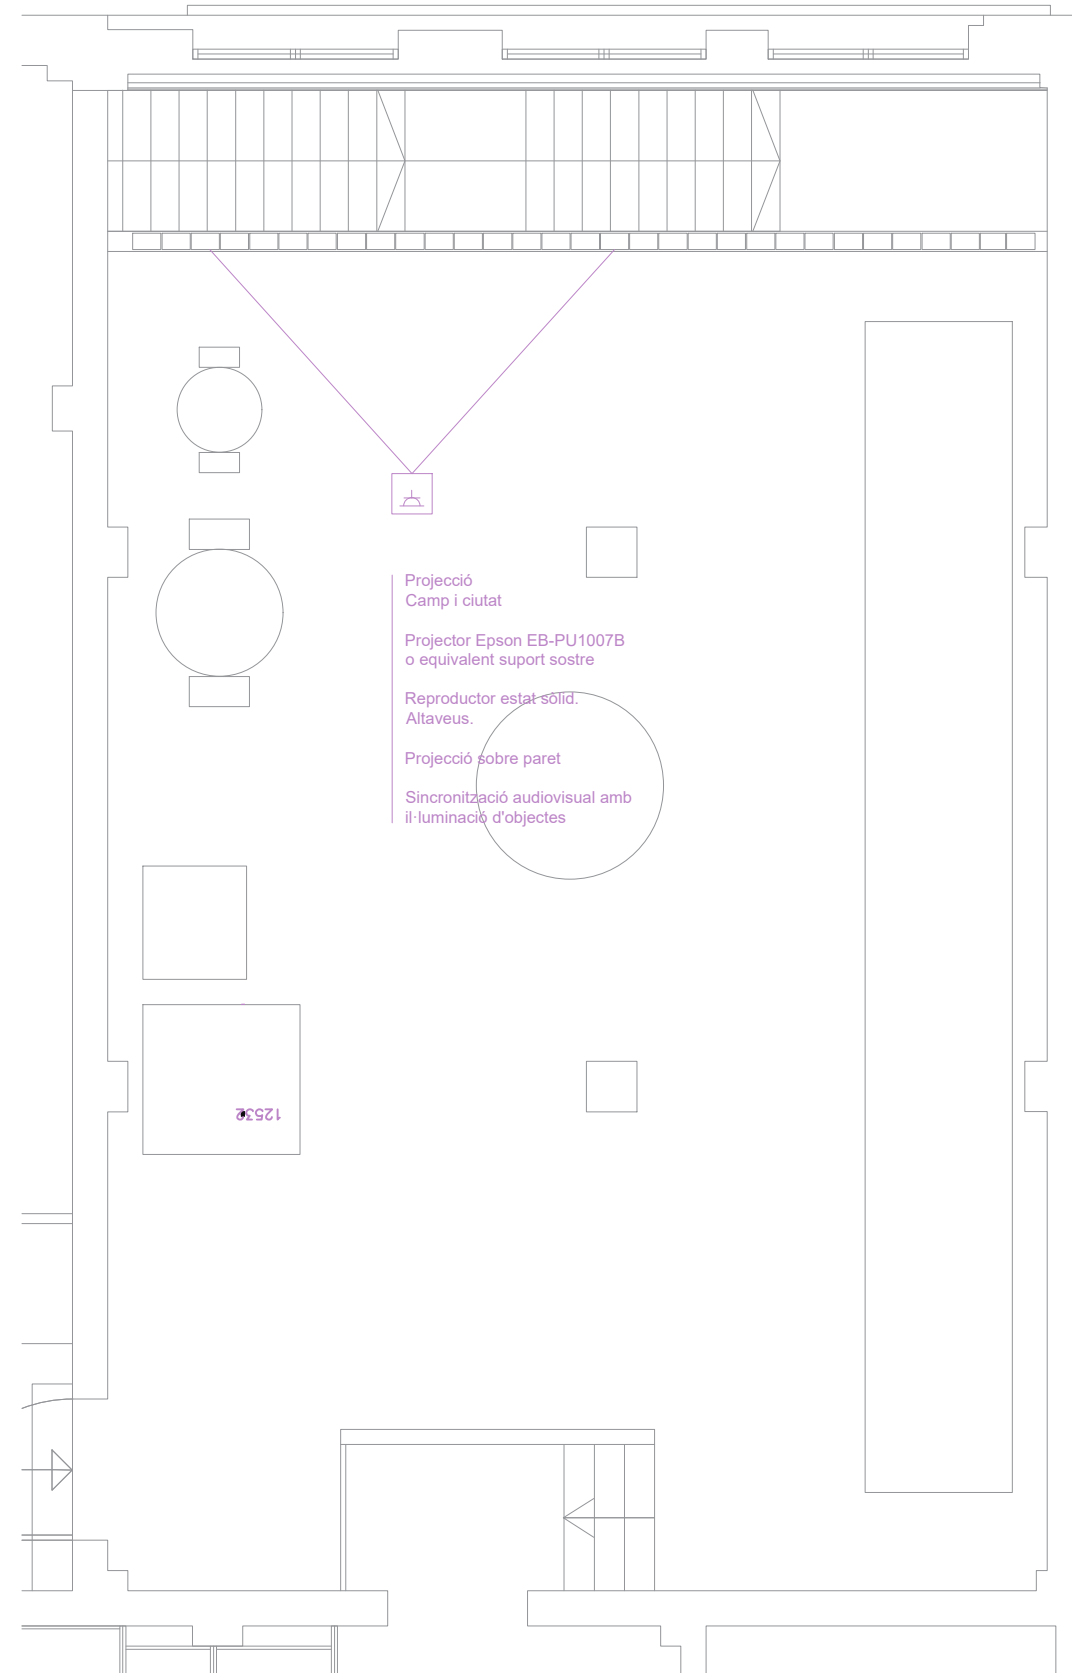 Projecció
Camp i ciutat
Projector Epson EB-PU1007B
o equivalent suport sostre
Reproductor estat sòlid.
Altaveus.
Projecció sobre paret
Sincronització audiovisual amb
il·luminació d'objectes
12532